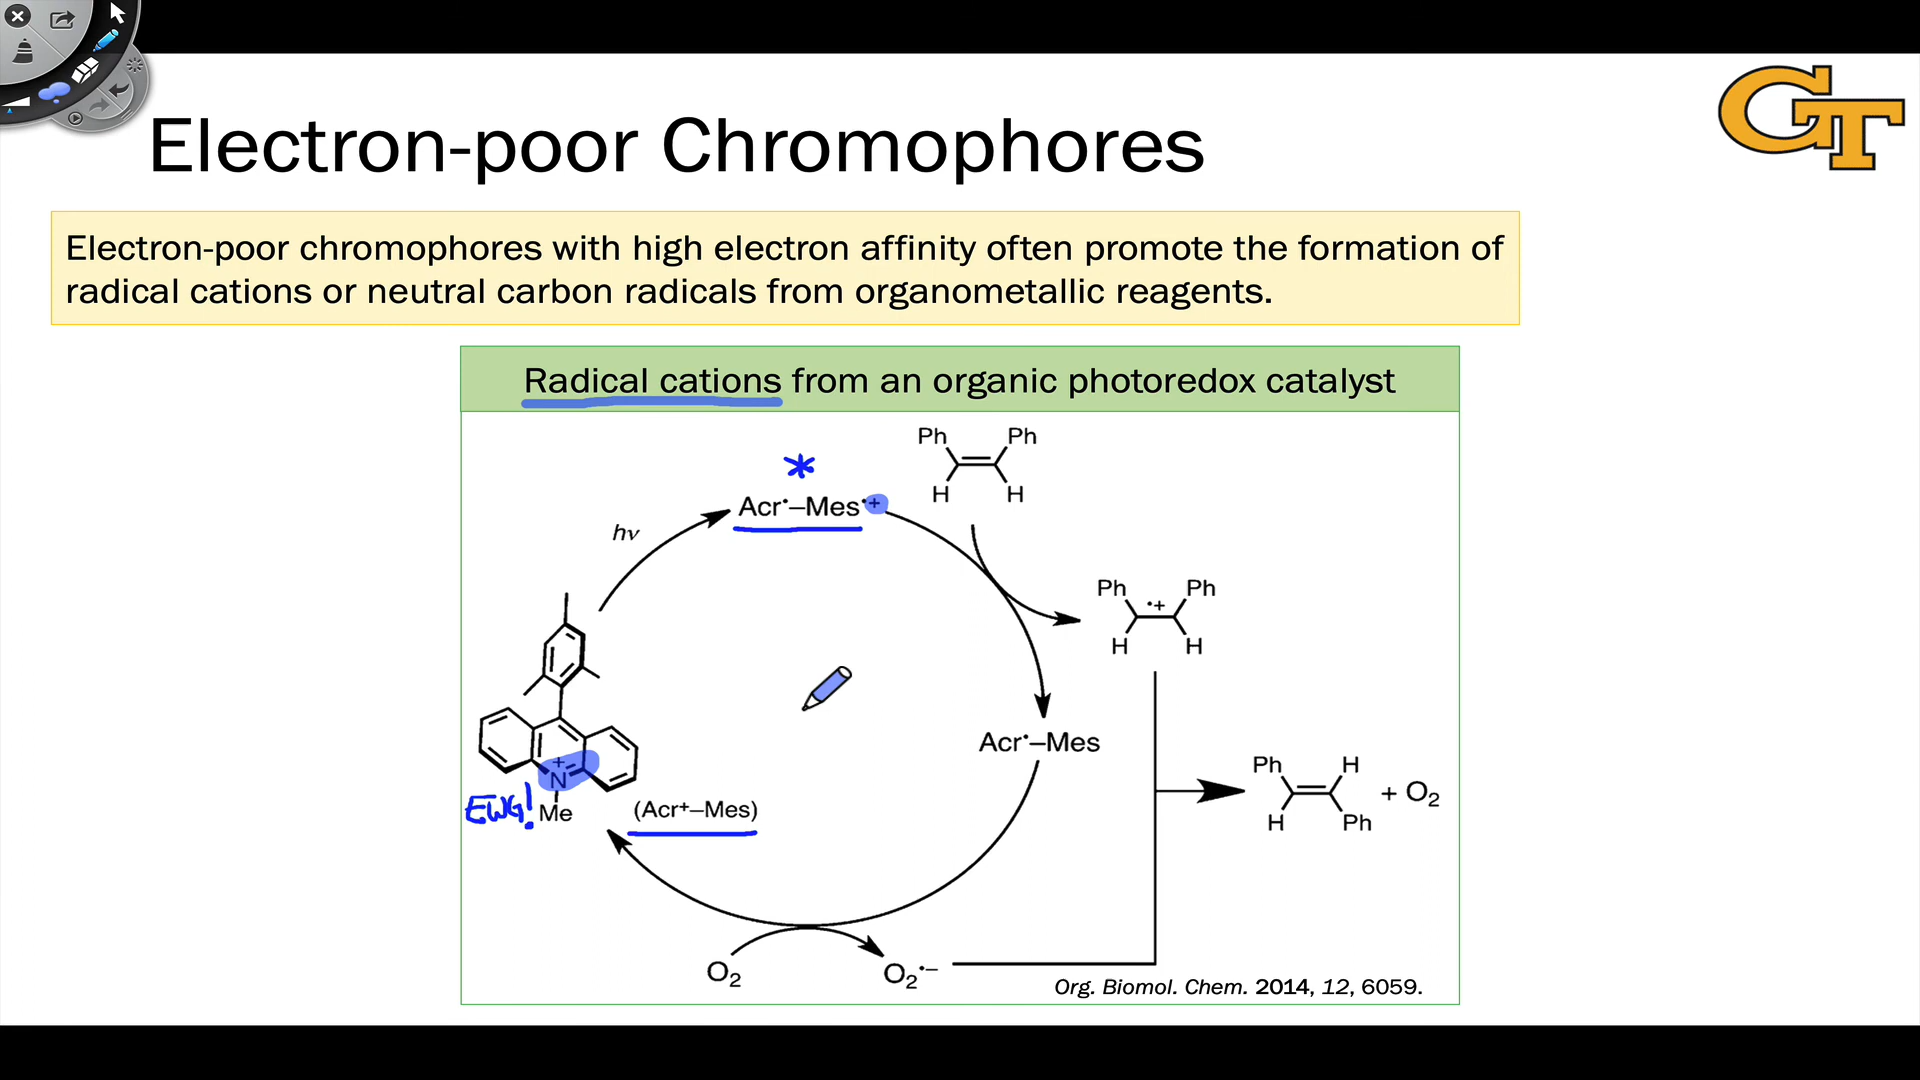 Electron-poor Chromophores
GT
Electron-poor chromophores with high electron affinity often promote the formation of
radical cations or neutral carbon radicals from organometallic reagents.
Radical cations from an organic photoredox catalyst
Ph Ph
H H
*
Acr•–Mes•+
hν
Ph Ph
•+
H H
Acr•–Mes
+
N
Me
EWG!
(Acr+–Mes)
Ph H
H Ph
+ O2
O2
O2•–
Org. Biomol. Chem. 2014, 12, 6059.